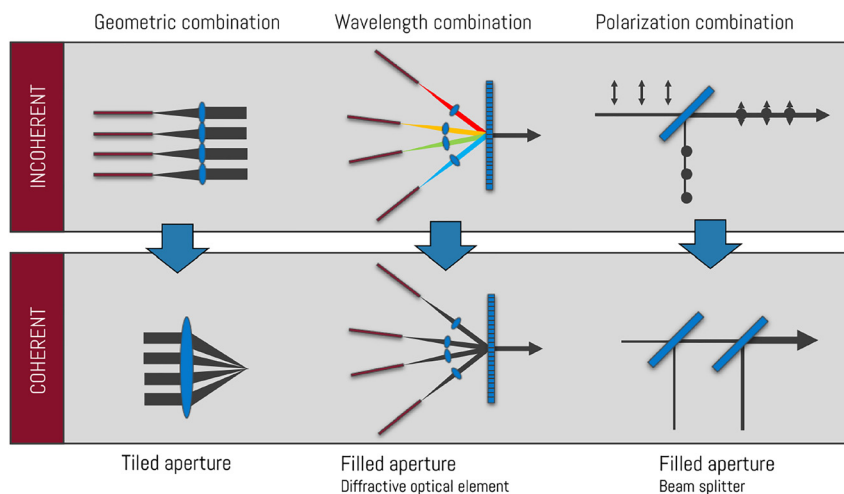 Geometric combination
Wavelength combination
Polarization combination
INCOHERENT
COHERENT
Tiled aperture
Filled aperture
Diffractive optical element
Filled aperture
Beam splitter